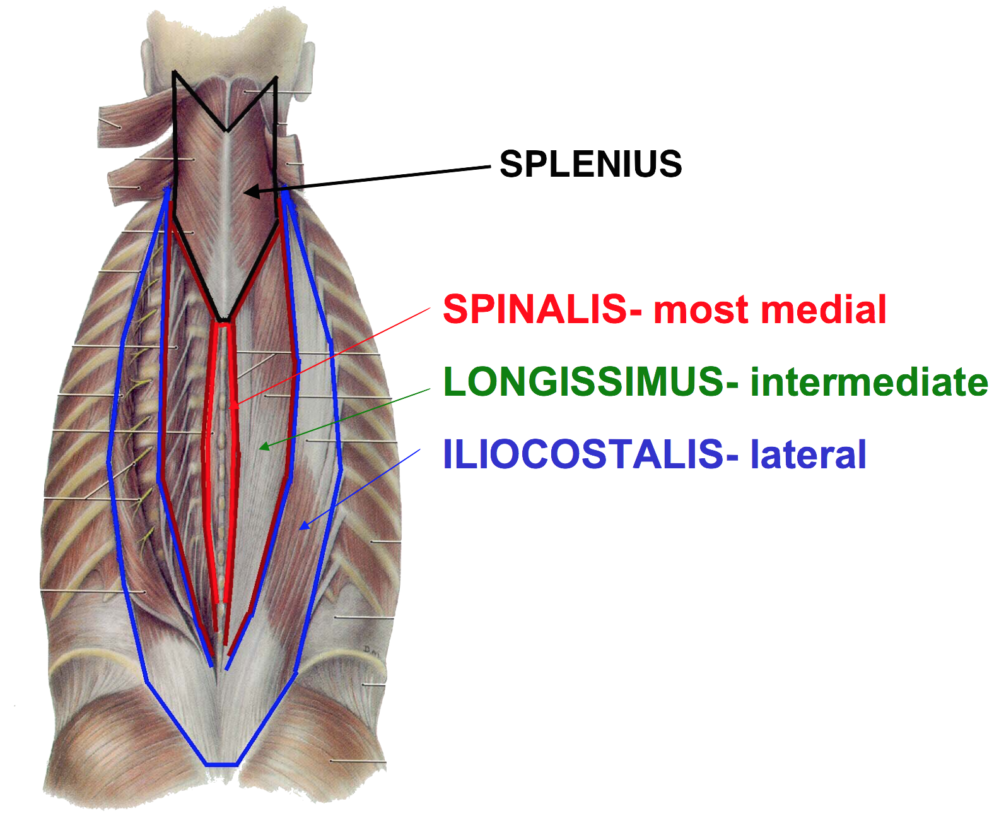 SPLENIUS
SPINALIS- most medial
LONGISSIMUS- intermediate
ILIOCOSTALIS- lateral